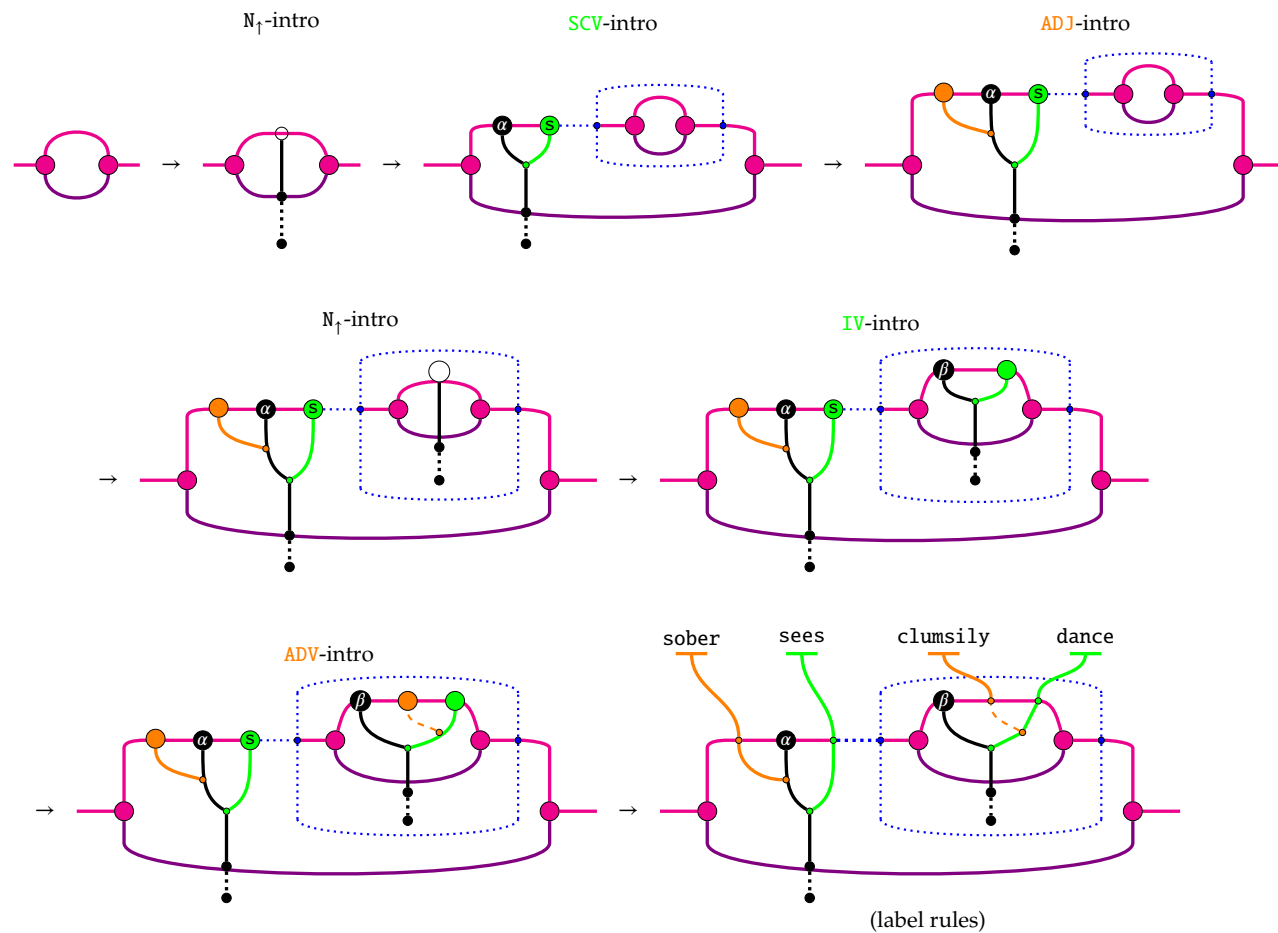 N↑-intro SCV-intro ADJ-intro
α S → → α S → α S
N↑-intro IV-intro
→ α S → α S β
ADV-intro sober sees clumsily dance
→ α S β → α β
(label rules)